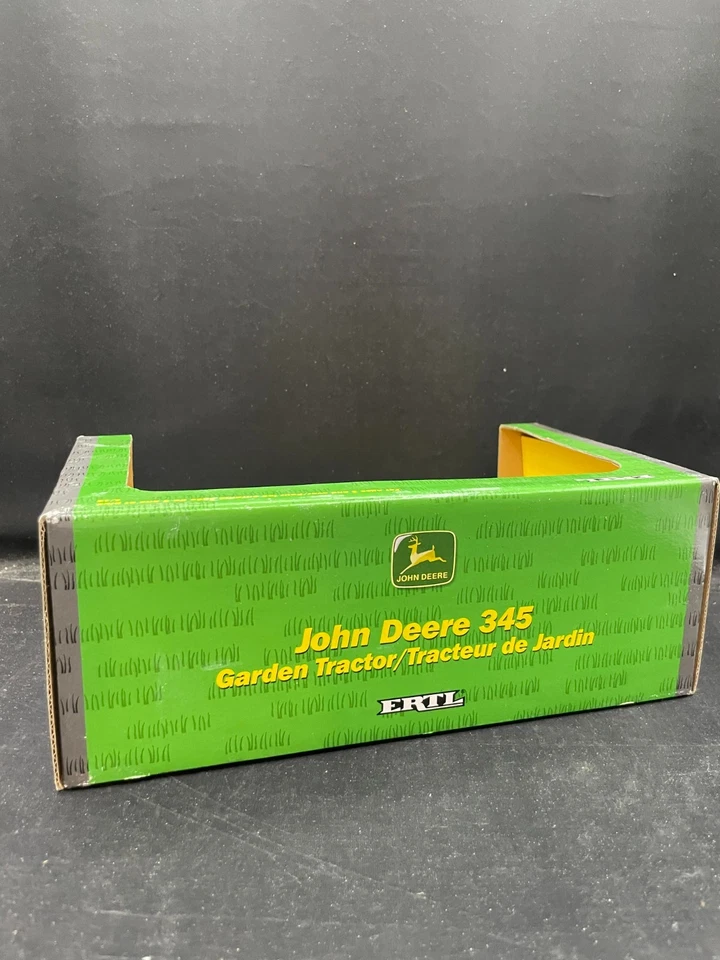 JOHN DEERE
John Deere 345
Garden Tractor/Tracteur de Jardin
ERTL